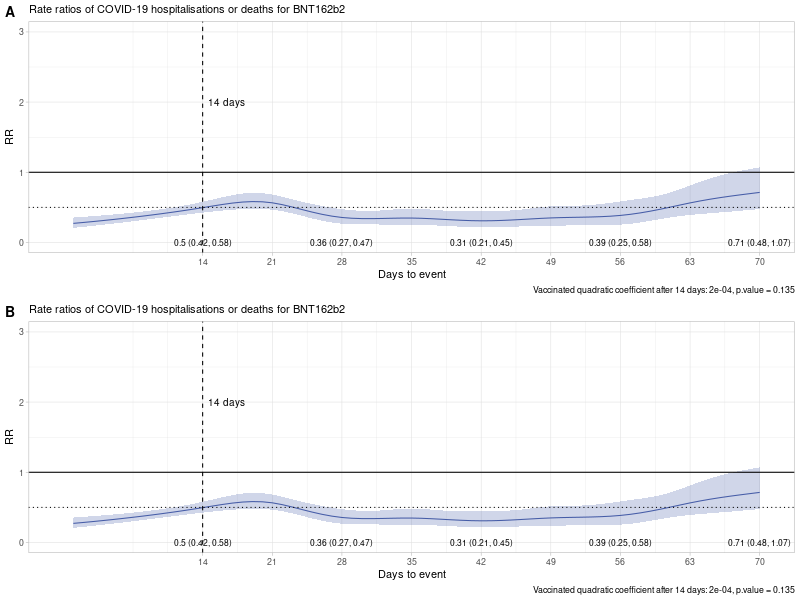 A Rate ratios of COVID-19 hospitalisations or deaths for BNT162b2
3
2
14 days
RR
1
0
0.5 (0.42, 0.58) 0.36 (0.27, 0.47) 0.31 (0.21, 0.45) 0.39 (0.25, 0.58) 0.71 (0.48, 1.07)
14 21 28 35 42 49 56 63 70
Days to event
Vaccinated quadratic coefficient after 14 days: 2e-04, p.value = 0.135
B Rate ratios of COVID-19 hospitalisations or deaths for BNT162b2
3
2
14 days
RR
1
0
0.5 (0.42, 0.58) 0.36 (0.27, 0.47) 0.31 (0.21, 0.45) 0.39 (0.25, 0.58) 0.71 (0.48, 1.07)
14 21 28 35 42 49 56 63 70
Days to event
Vaccinated quadratic coefficient after 14 days: 2e-04, p.value = 0.135